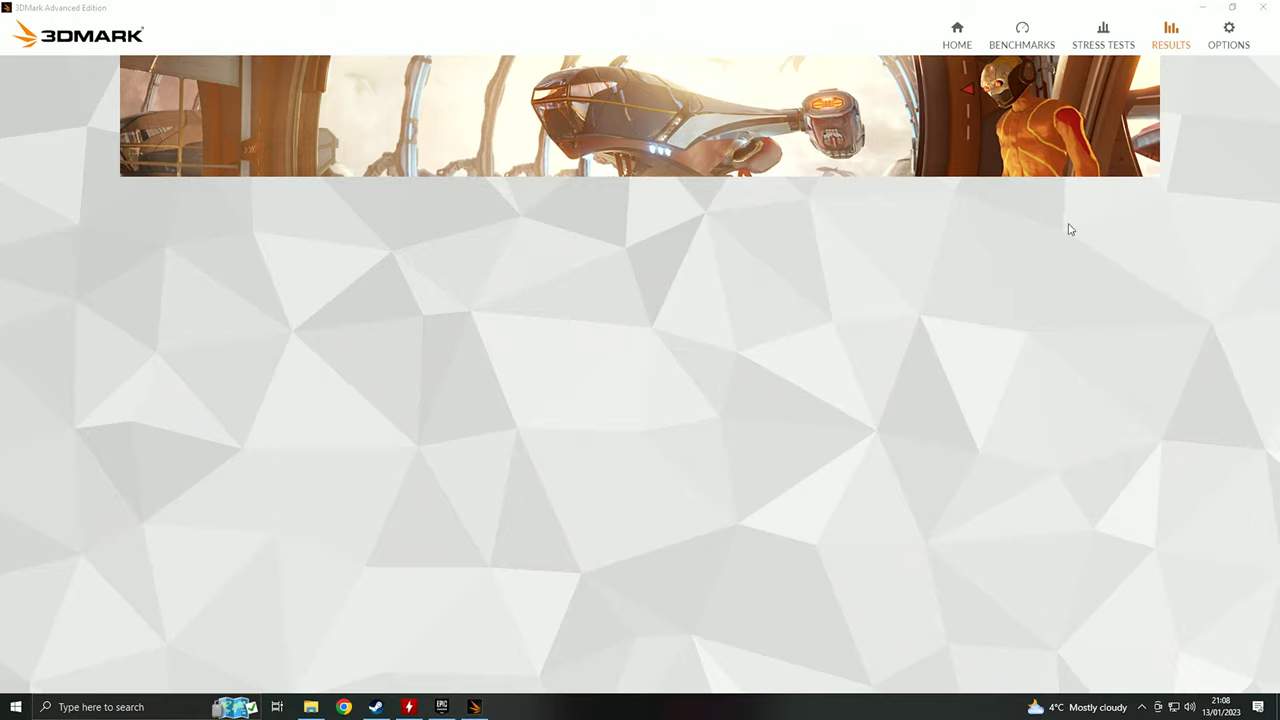 3DMark Advanced Edition
3DMARK
HOME
BENCHMARKS
STRESS TESTS
RESULTS
OPTIONS
Type here to search
EPIC
4°C Mostly cloudy
21:08
13/01/2023